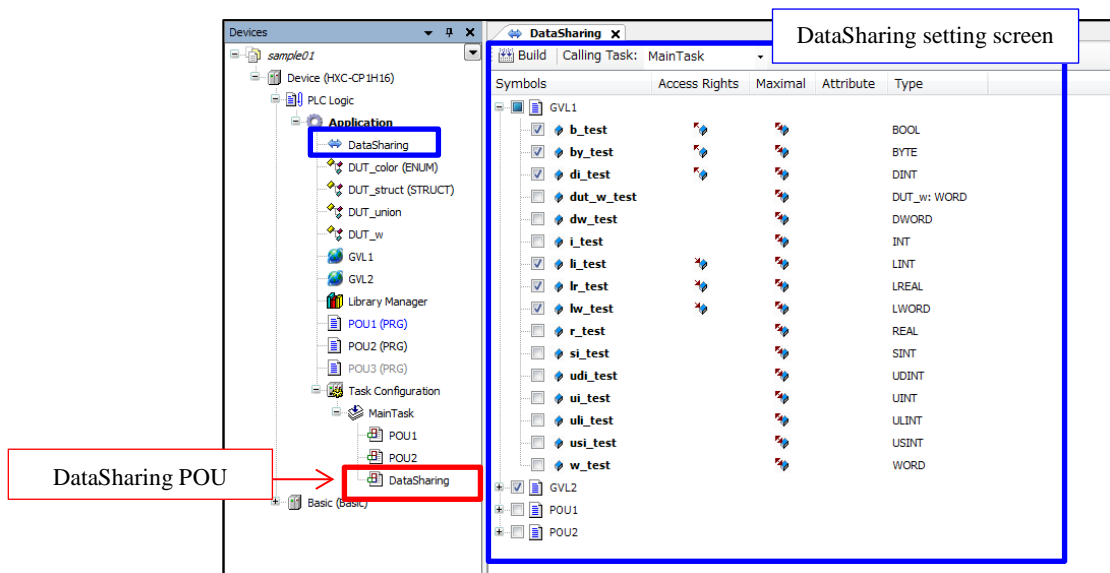 Devices
DataSharing
DataSharing setting screen
sample01
Device (HXC-CP1H16)
PLC Logic
Application
DataSharing
DUT_color (ENUM)
DUT_struct (STRUCT)
DUT_union
DUT_w
GVL1
GVL2
Library Manager
POU1 (PRG)
POU2 (PRG)
POU3 (PRG)
Task Configuration
MainTask
POU1
POU2
DataSharing
Basic (Basic)
DataSharing POU
Build Calling Task: MainTask
Symbols Access Rights Maximal Attribute Type
GVL1
b_test BOOL
by_test BYTE
di_test DINT
dut_w_test DUT_w: WORD
dw_test DWORD
i_test INT
li_test LINT
lr_test LREAL
lw_test LWORD
r_test REAL
si_test SINT
udi_test UDINT
ui_test UINT
uli_test ULINT
usi_test USINT
w_test WORD
GVL2
POU1
POU2